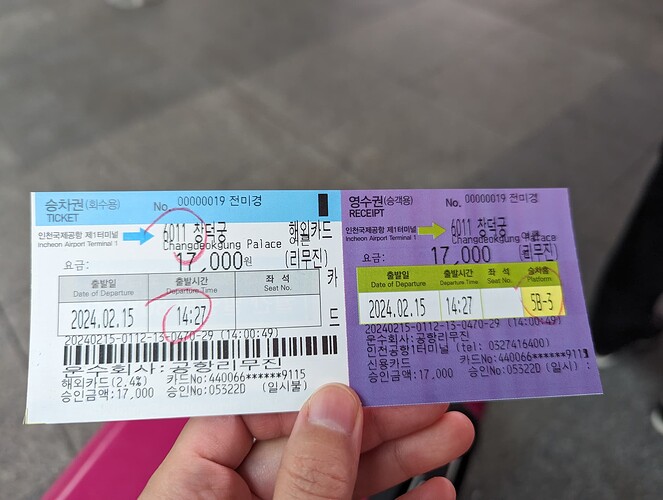 승차권(회수용)
TICKET
No. 00000019 전미경
인천국제공항 제1터미널
Incheon Airport Terminal 1
6011 창덕궁
Changdeokgung Palace
해외카드
요금: 17,000원 (리무진)
카드
출발일 출발시간 좌 석
Date of Departure Departure Time Seat No.
2024.02.15 14:27
20240215-0112-13-0470-29 (14:00:49)
운수회사:공항리무진
해외카드(2.4%) 카드No:440066******9115
승인금액:17,000 승인No:05322D (일시불)
영수권(승객용)
RECEIPT
No. 00000019 전미경
인천국제공항 제1터미널
Incheon Airport Terminal 1
6011 창덕궁
Changdeokgung Palace
요금: 17,000 (리무진)
출발일 출발시간 좌 석 승차홈
Date of Departure Departure Time Seat No. Platform
2024.02.15 14:27 5B-3
20240215-0112-13-0470-29 (14:00:49)
운수회사:공항리무진
인천공항1터미널 (tel: 0327416400)
신용카드 카드No:440066******9115
승인금액:17,000 승인No:05322D (일시불)